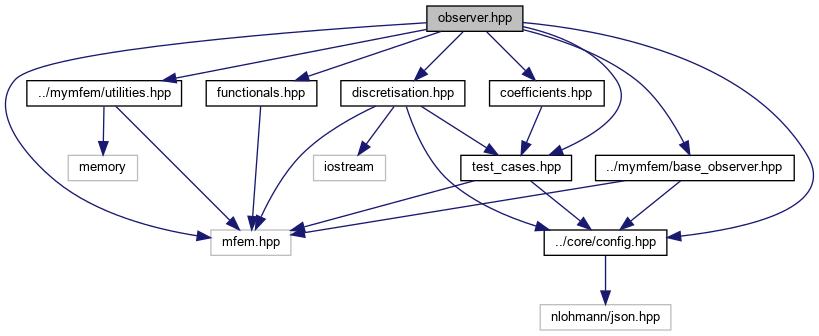 observer.hpp
../mymfem/utilities.hpp
functionals.hpp
discretisation.hpp
coefficients.hpp
memory
iostream
test_cases.hpp
../mymfem/base_observer.hpp
mfem.hpp
../core/config.hpp
nlohmann/json.hpp